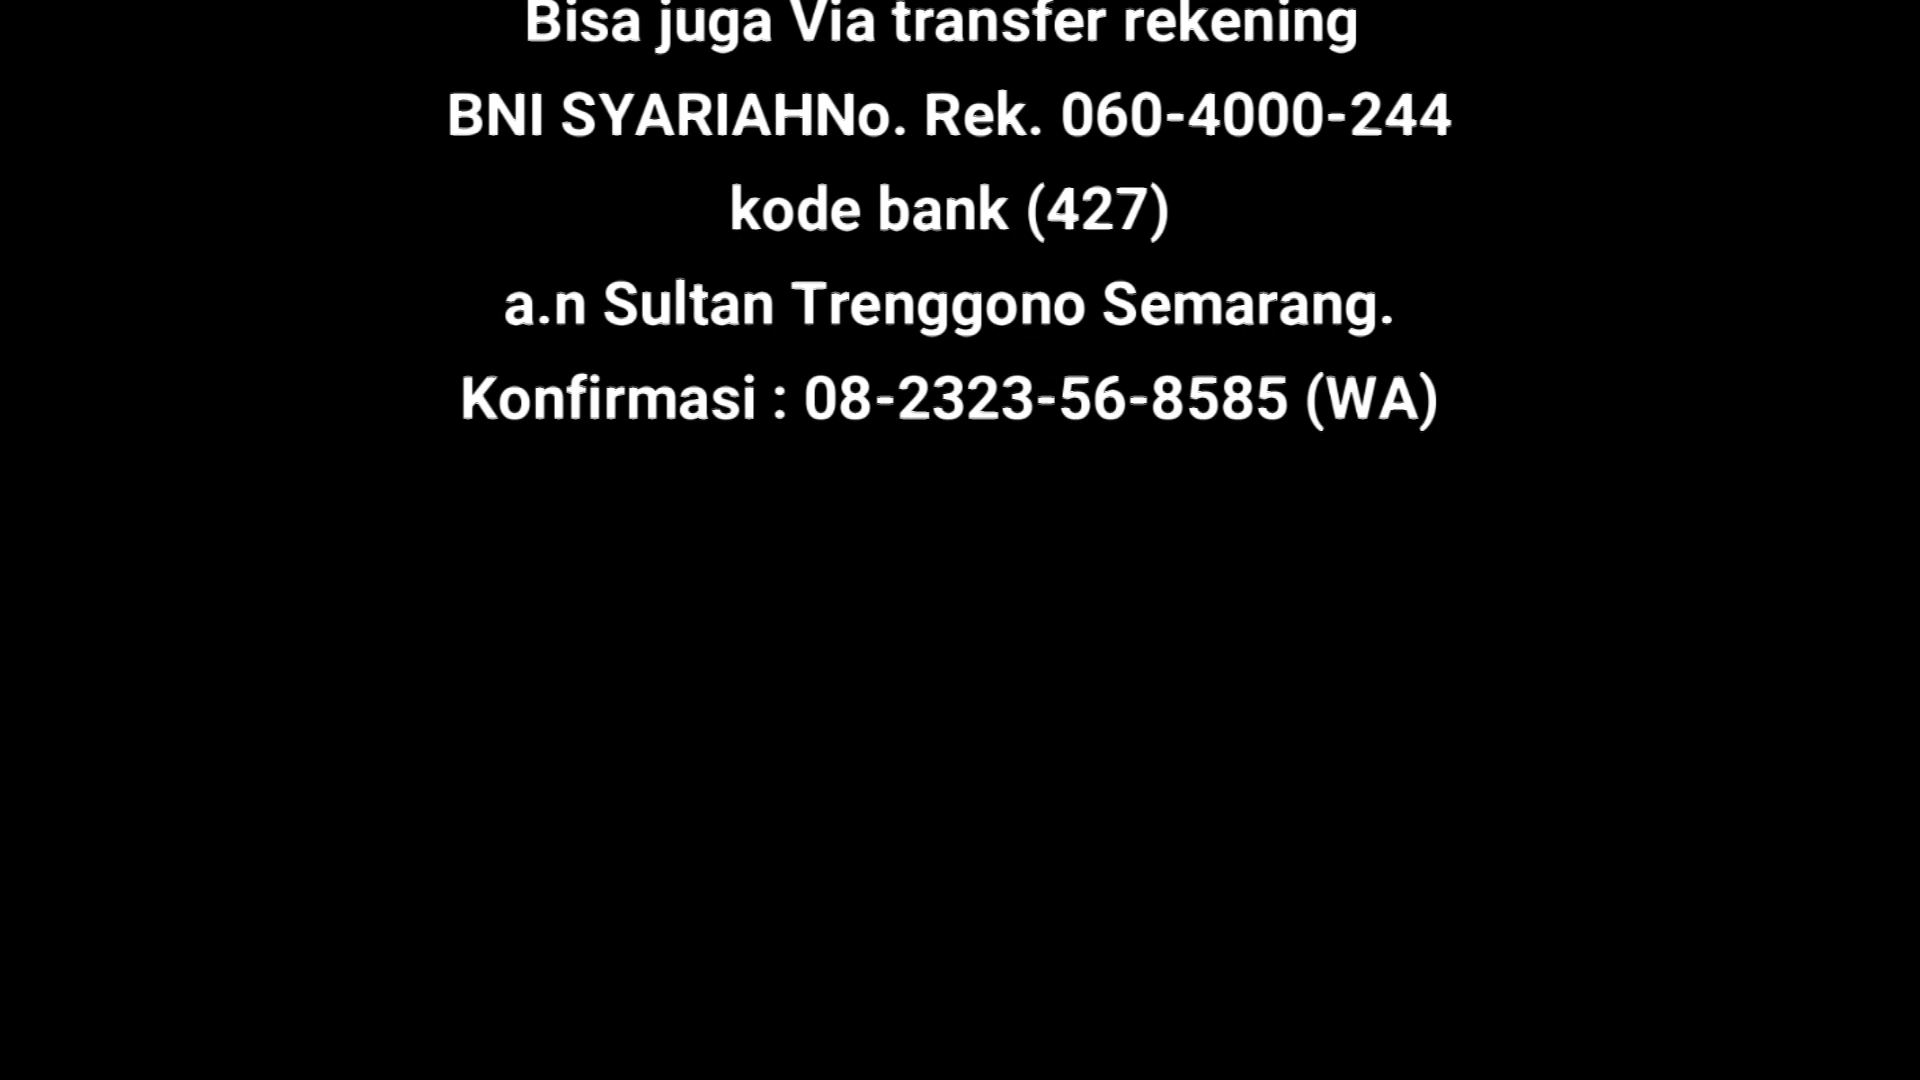 Bisa juga Via transfer rekening
BNI SYARIAHNo. Rek. 060-4000-244
kode bank (427)
a.n Sultan Trenggono Semarang.
Konfirmasi : 08-2323-56-8585 (WA)